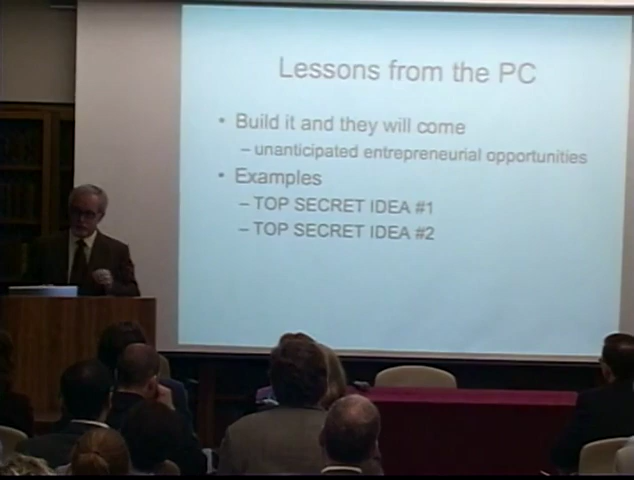 Lessons from the PC
• Build it and they will come
– unanticipated entrepreneurial opportunities
• Examples
– TOP SECRET IDEA #1
– TOP SECRET IDEA #2